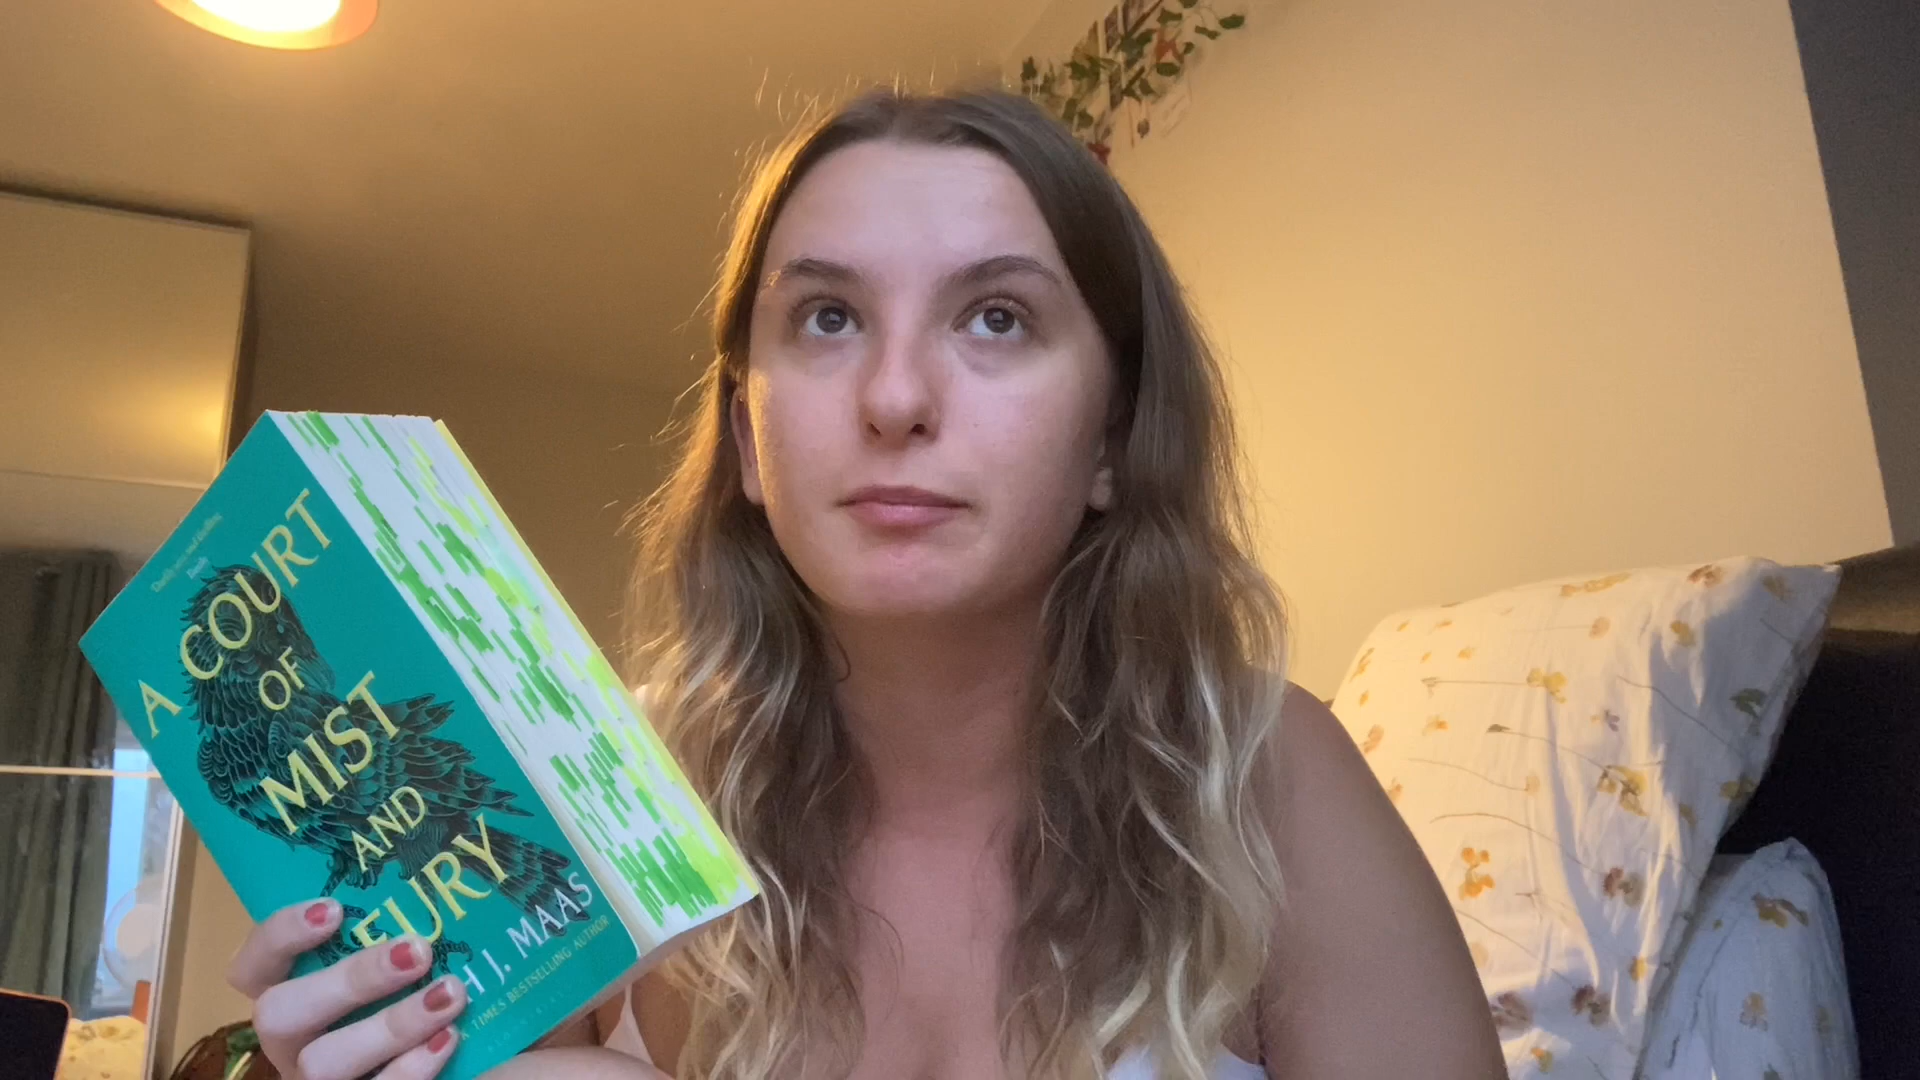 A COURT
OF
MIST
AND
FURY
H J. MAAS
TIMES BESTSELLING AUTHOR